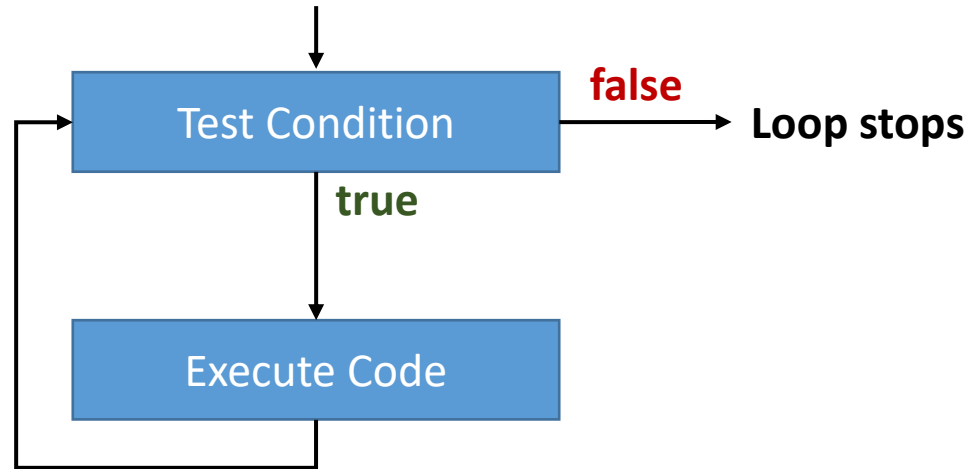 Test Condition
false
Loop stops
true
Execute Code